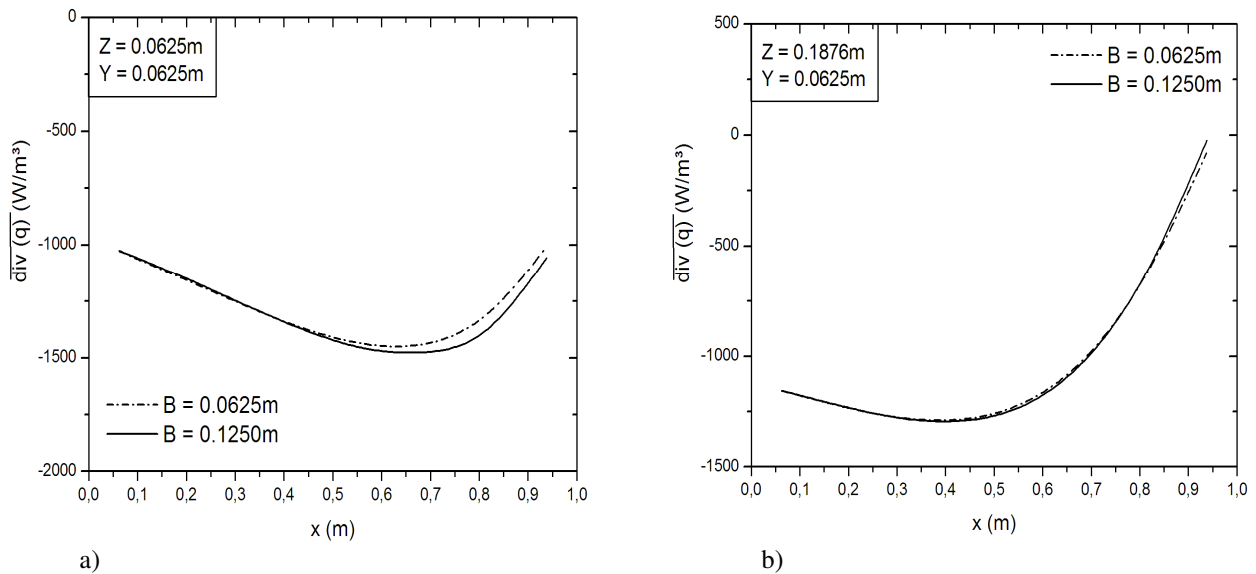 0
-500
-1000
-1500
-2000
div (q) (W/m³)
Z = 0.0625m
Y = 0.0625m
B = 0.0625m
B = 0.1250m
0,0 0,1 0,2 0,3 0,4 0,5 0,6 0,7 0,8 0,9 1,0
x (m)
a)
500
0
-500
-1000
-1500
div (q) (W/m³)
Z = 0.1876m
Y = 0.0625m
B = 0.0625m
B = 0.1250m
0,0 0,1 0,2 0,3 0,4 0,5 0,6 0,7 0,8 0,9 1,0
x (m)
b)